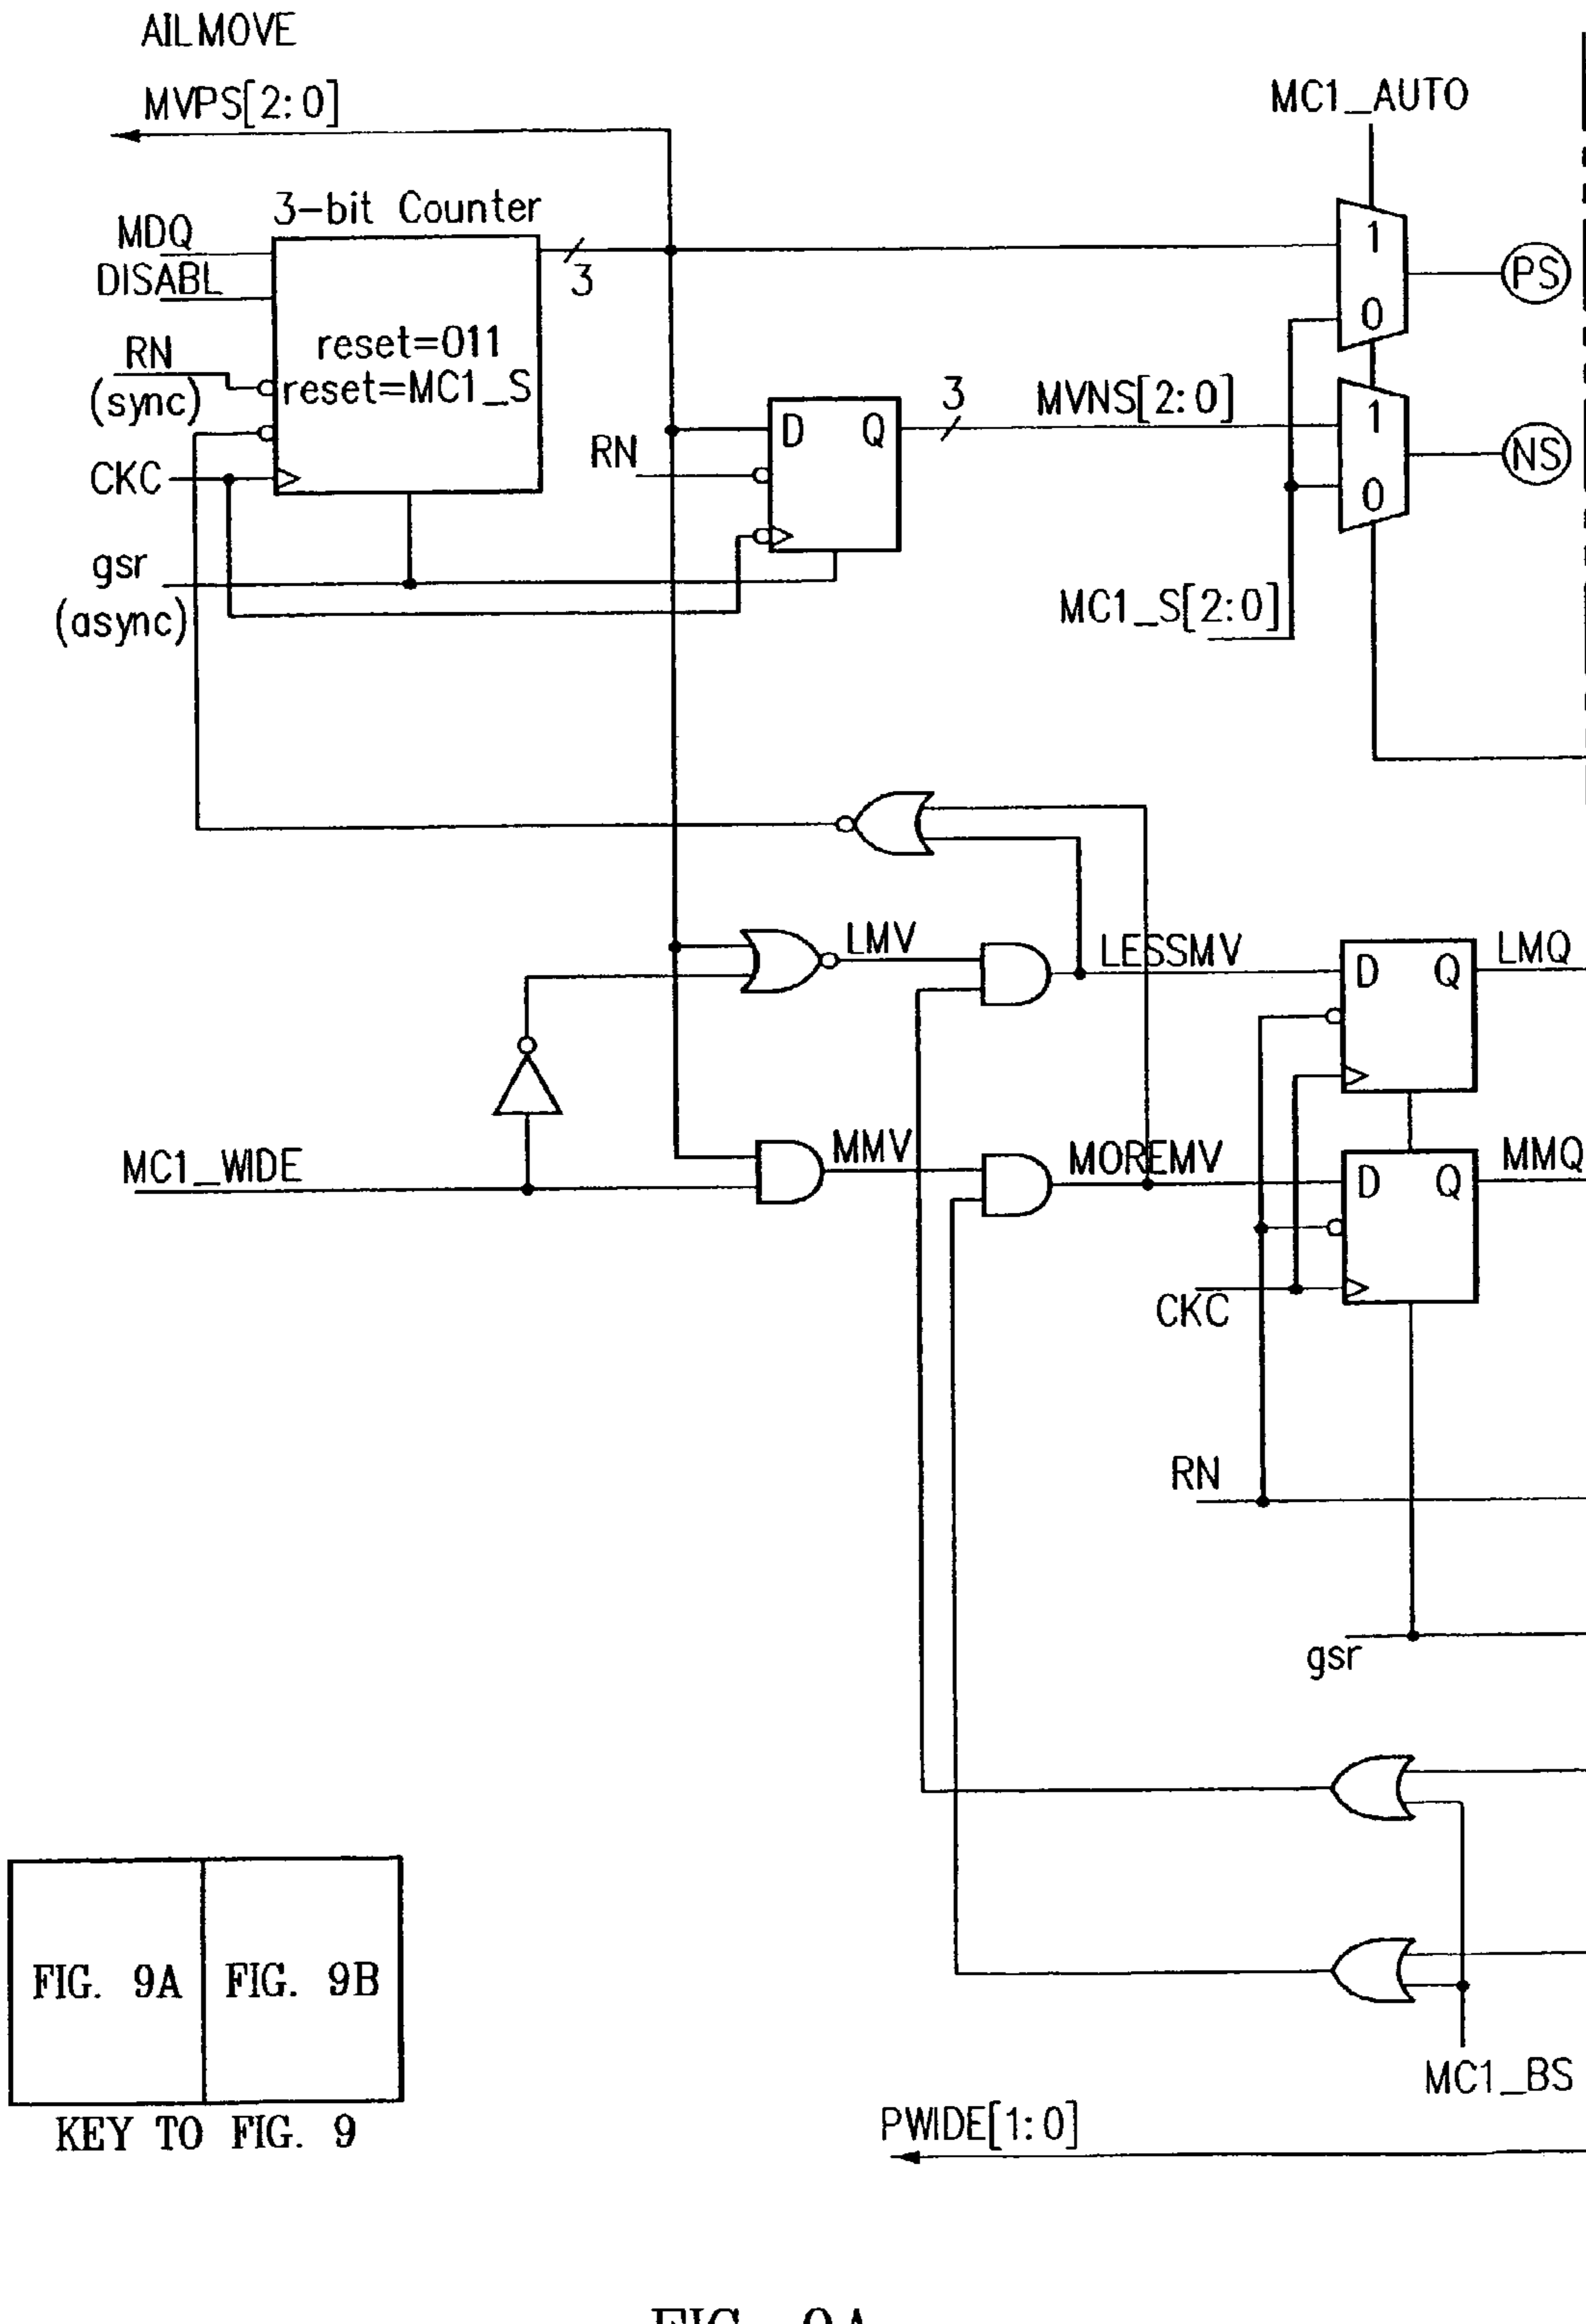 AILMOVE
MVPS[2:0]
MC1_AUTO
3-bit Counter
MDQ
DISABL
3
1
PS
0
RN
(sync)
reset=011
reset=MC1_S
3
MVNS[2:0]
1
NS
0
RN
D Q
CKC
gsr
(async)
MC1_S[2:0]
LMV
LESSMV
D Q
LMQ
MC1_WIDE
MMV
MOREMV
D Q
MMQ
CKC
RN
gsr
FIG. 9A
FIG. 9B
KEY TO FIG. 9
MC1_BS
PWIDE[1:0]
FIG. 9A